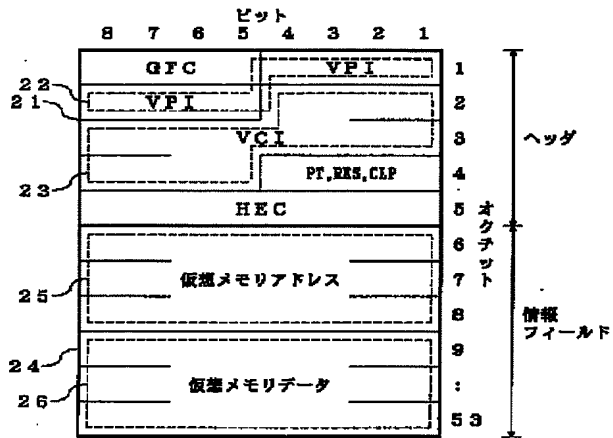 ビット
8 7 6 5 4 3 2 1
GFC VPI 1
22 VPI 2
21
VCI 3
23 PT,RES,CLP 4
HEC 5
ヘッダ
オクテット
6
25 仮想メモリアドレス 7
8
情報
フィールド
24 9
26 仮想メモリデータ :
53